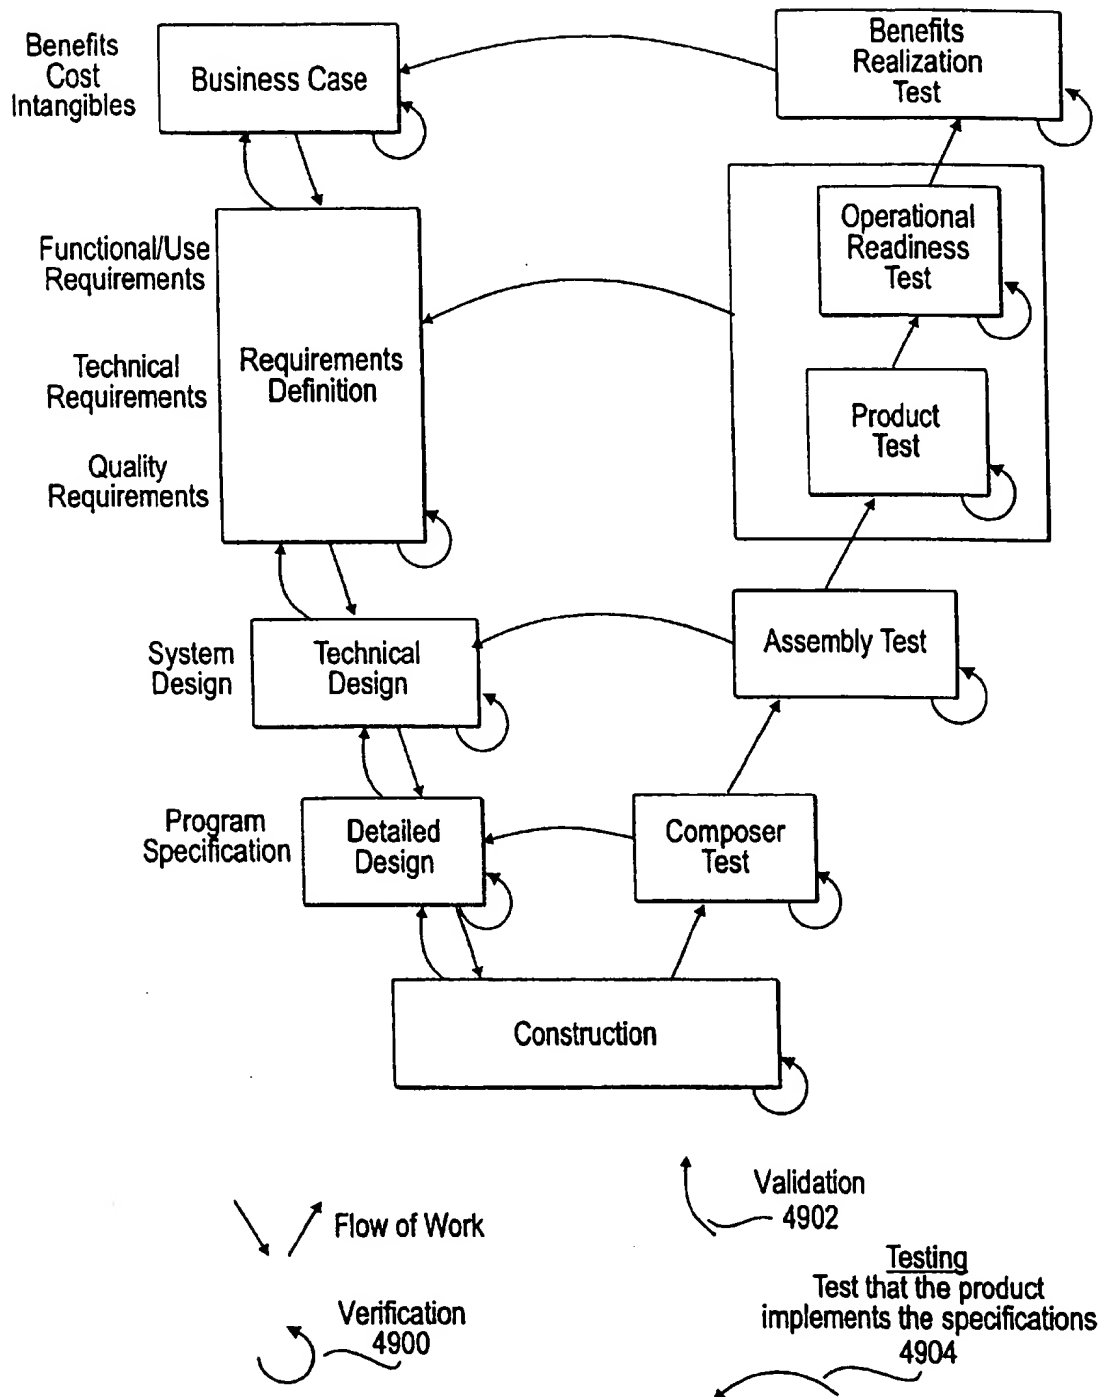 Benefits
Cost
Intangibles
Business Case
Benefits
Realization
Test
Functional/Use
Requirements
Technical
Requirements
Quality
Requirements
Requirements
Definition
Operational
Readiness
Test
Product
Test
System
Design
Technical
Design
Assembly Test
Program
Specification
Detailed
Design
Composer
Test
Construction
Flow of Work
Validation
4902
Verification
4900
Testing
Test that the product
implements the specifications
4904